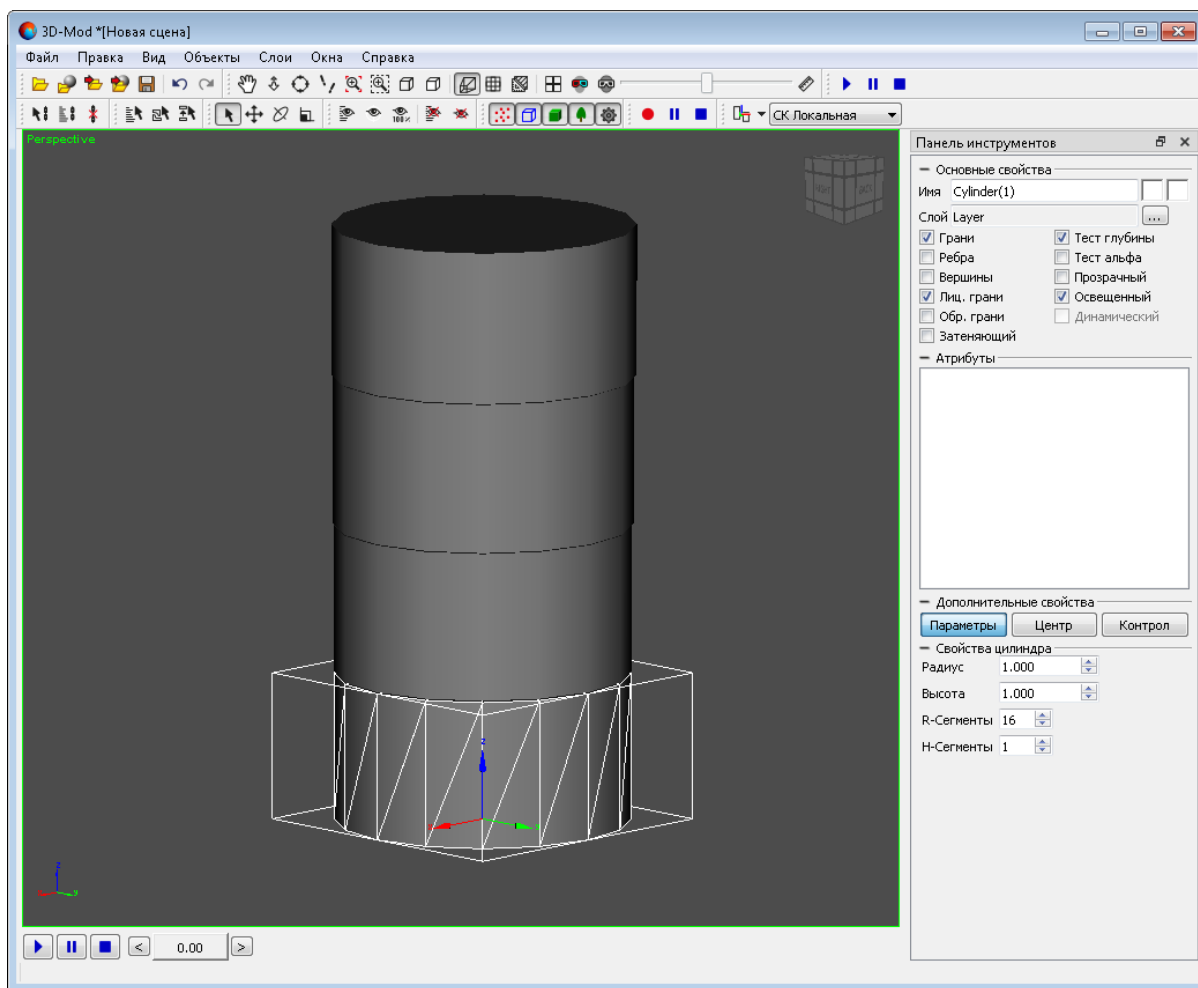 3D-Mod *[Новая сцена]
Файл Правка Вид Объекты Слои Окна Справка
100%
СК Локальная
Perspective
Панель инструментов
Основные свойства
Имя Cylinder(1)
Слой Layer ...
Грани Тест глубины
Ребра Тест альфа
Вершины Прозрачный
Лиц. грани Освещенный
Обр. грани Динамический
Затеняющий
Атрибуты
Дополнительные свойства
Параметры Центр Контрол
Свойства цилиндра
Радиус 1.000
Высота 1.000
R-Сегменты 16
H-Сегменты 1
z
z
y
< 0.00 >